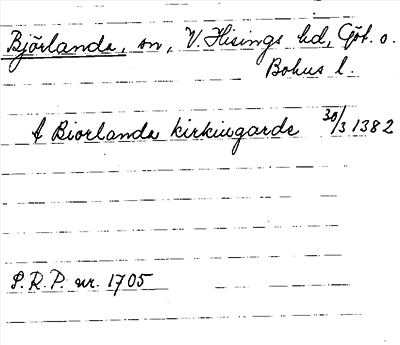 Björlanda, sn, V. Hisings hd, Göt. o.
Bohus l.
t Biorlanda kirkiugarde 30/3 1382
S.R.P. nr. 1705